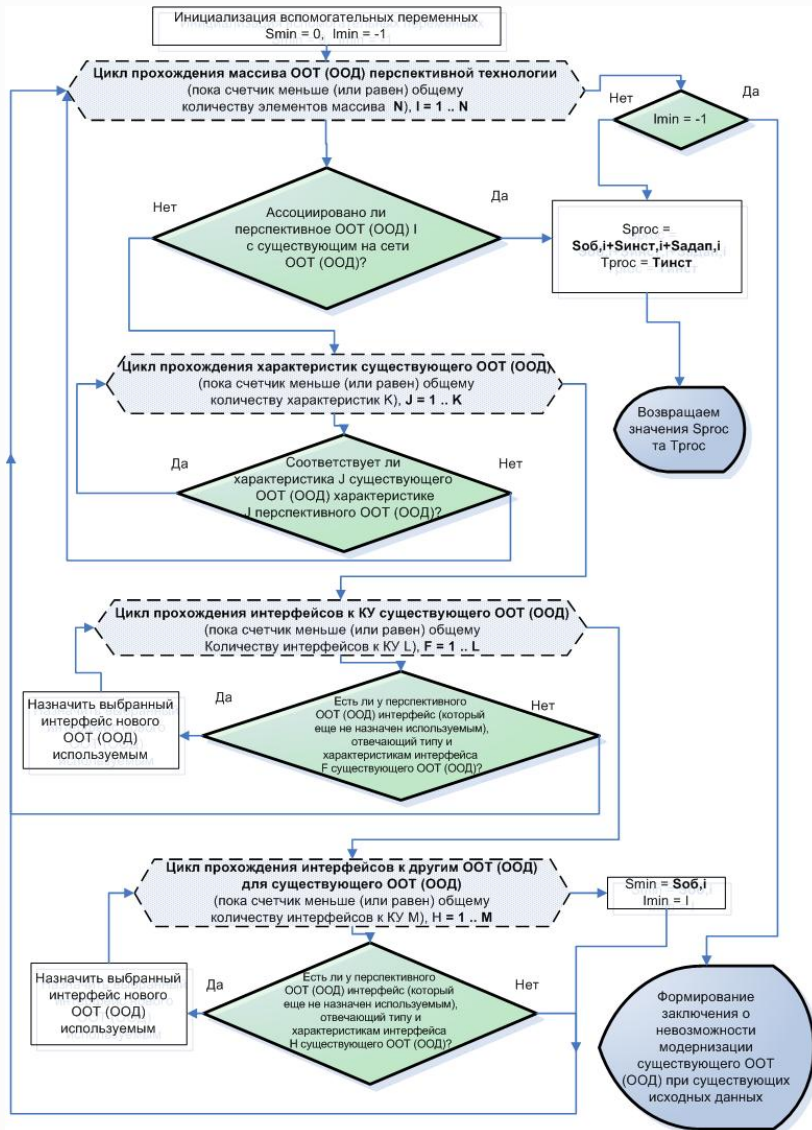 Инициализация вспомогательных переменных
Smin = 0, Imin = -1
Цикл прохождения массива ООТ (ООД) перспективной технологии
(пока счетчик меньше (или равен) общему
количеству элементов массива N), I = 1 .. N
Нет
Да
Imin = -1
Нет
Да
Ассоциировано ли
перспективное ООТ (ООД) I
с существующим на сети
ООТ (ООД)?
Sproc =
Sоб,i+Sинст,i+Sадап,i
Tproc = Tинст
Цикл прохождения характеристик существующего ООТ (ООД)
(пока счетчик меньше (или равен) общему
количеству характеристик K), J = 1 .. K
Возвращаем
значения Sproc
та Tproc
Да
Нет
Соответствует ли
характеристика J существующего
ООТ (ООД) характеристике
J перспективного ООТ (ООД)?
Цикл прохождения интерфейсов к КУ существующего ООТ (ООД)
(пока счетчик меньше (или равен) общему
Количеству интерфейсов к КУ L), F = 1 .. L
Назначить выбранный
интерфейс нового
ООТ (ООД)
используемым
Да
Нет
Есть ли у перспективного
ООТ (ООД) интерфейс (который
еще не назначен используемым),
отвечающий типу и
характеристикам интерфейса
F существующего ООТ (ООД)?
Цикл прохождения интерфейсов к другим ООТ (ООД)
для существующего ООТ (ООД)
(пока счетчик меньше (или равен) общему
количеству интерфейсов к КУ M), H = 1 .. M
Smin = Sоб,i
Imin = I
Назначить выбранный
интерфейс нового
ООТ (ООД)
используемым
Да
Нет
Есть ли у перспективного
ООТ (ООД) интерфейс (который
еще не назначен используемым),
отвечающий типу и
характеристикам интерфейса
H существующего ООТ (ООД)?
Формирование
заключения о
невозможности
модернизации
существующего ООТ
(ООД) при существующих
исходных данных